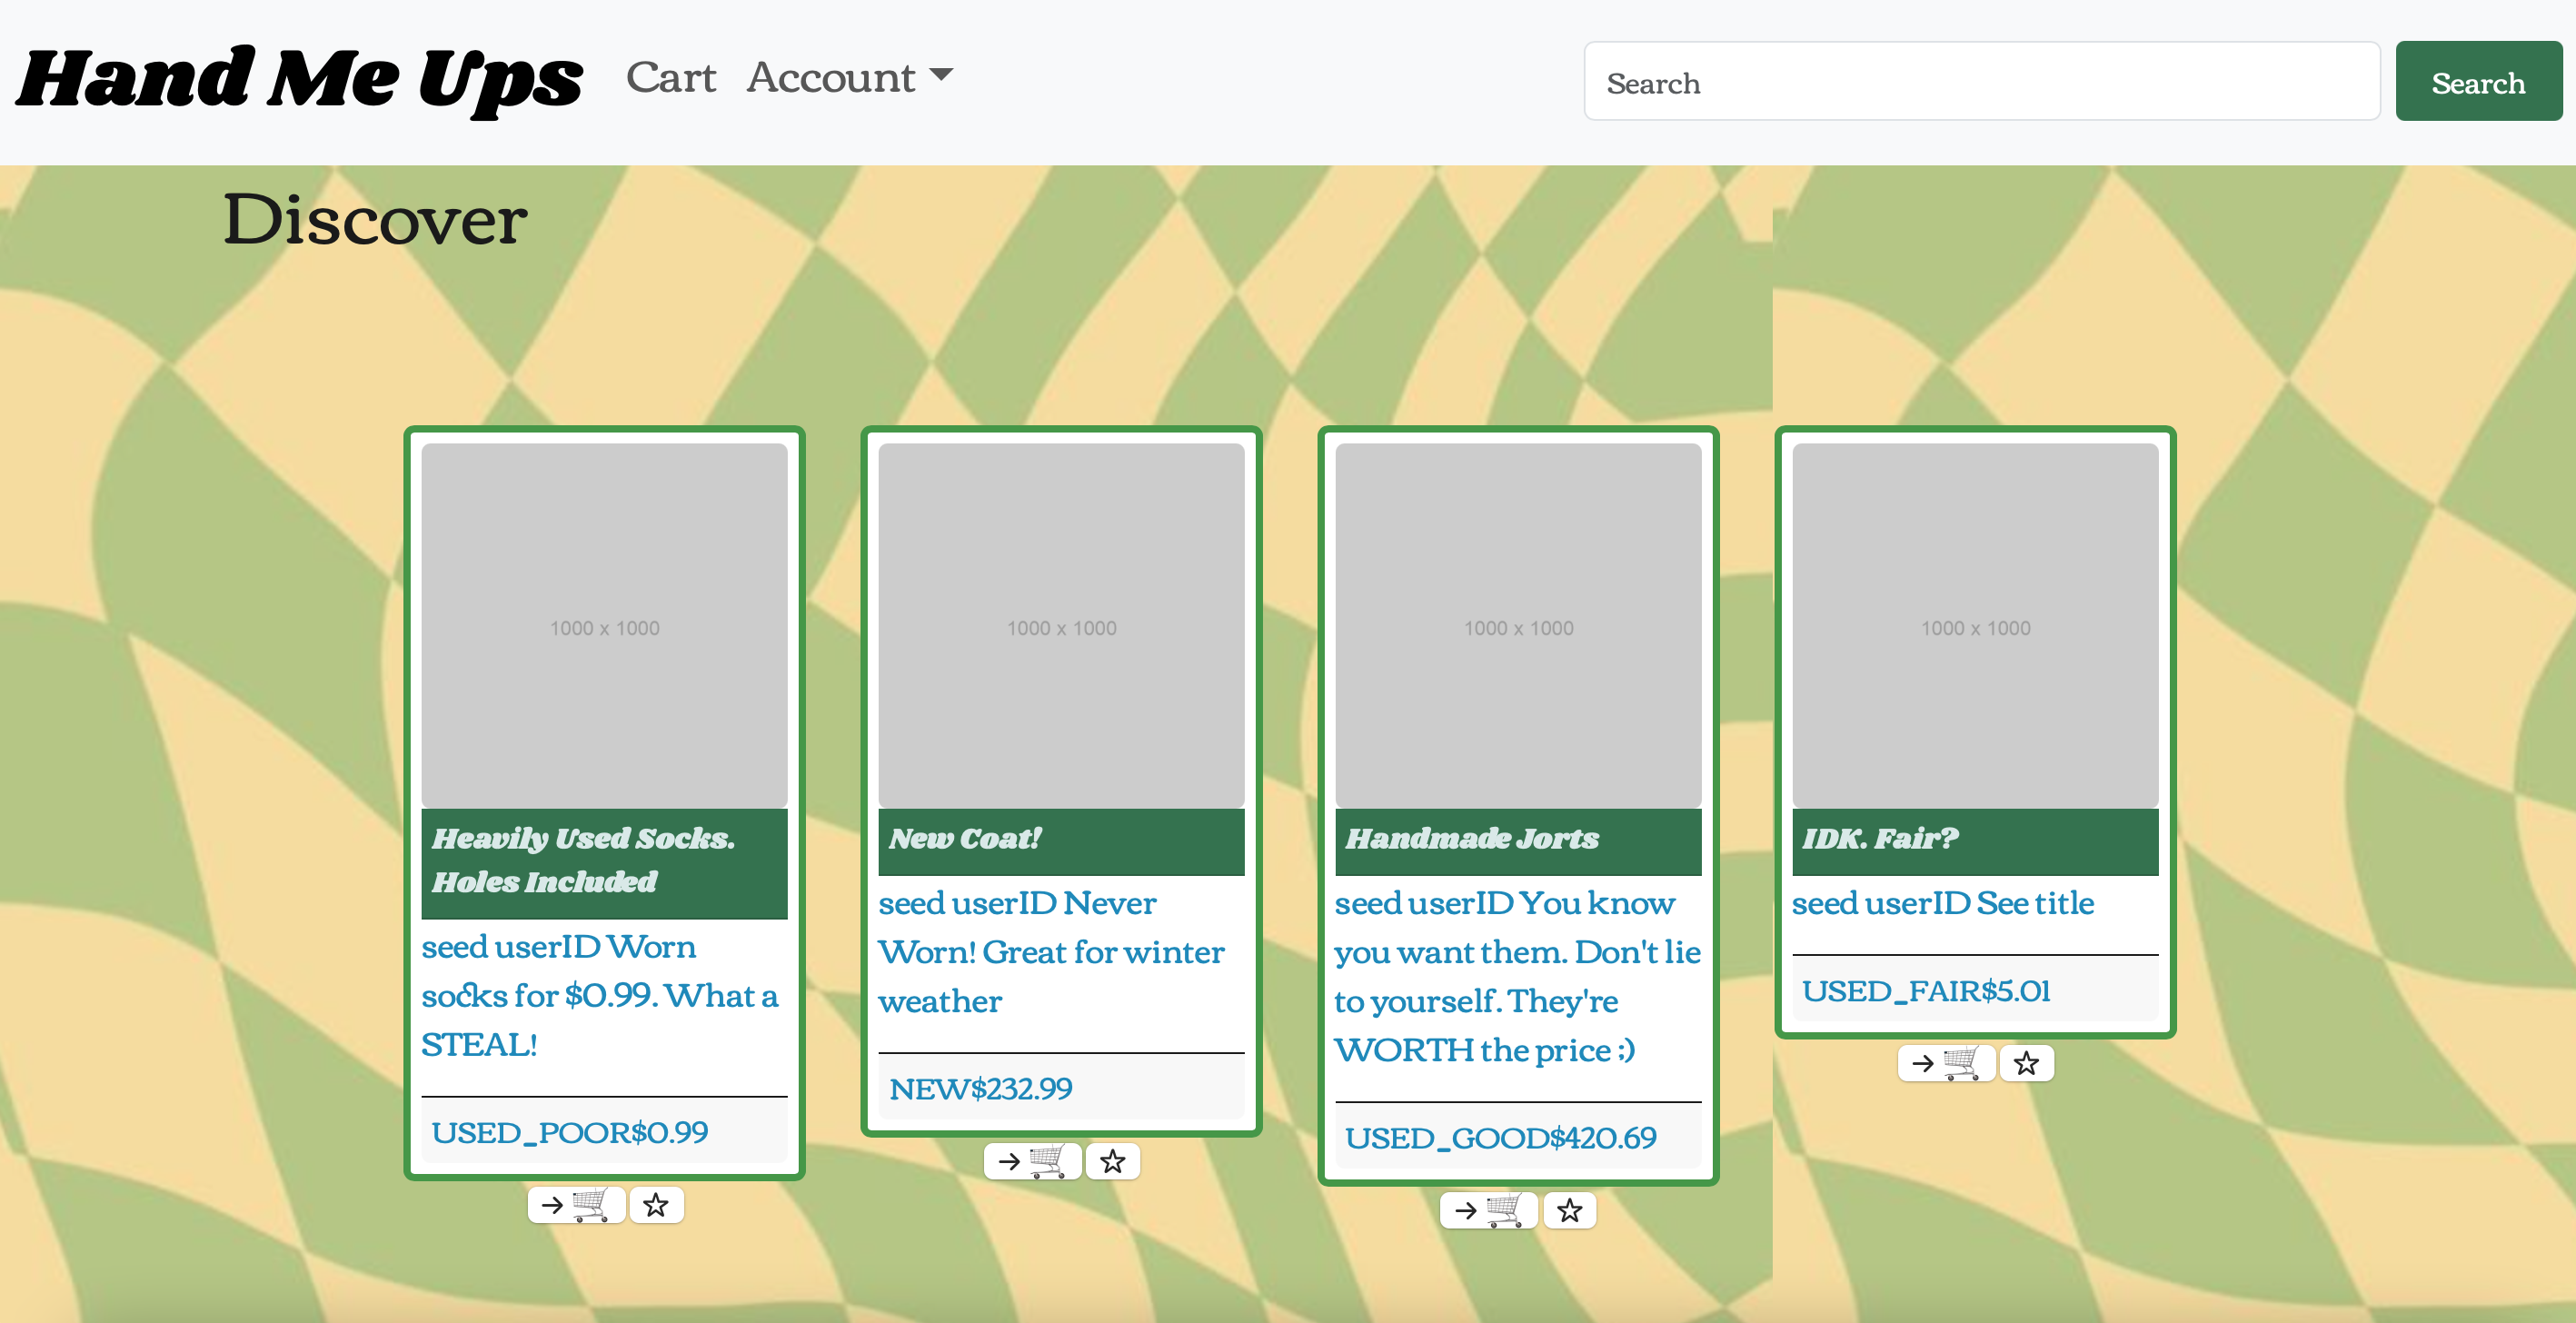 Hand Me Ups Cart Account Search Search
Discover
1000 x 1000
Heavily Used Socks.
Holes Included
seed userID Worn
socks for $0.99. What a
STEAL!
USED_POOR$0.99
1000 x 1000
New Coat!
seed userID Never
Worn! Great for winter
weather
NEW$232.99
1000 x 1000
Handmade Jorts
seed userID You know
you want them. Don't lie
to yourself. They're
WORTH the price :)
USED_GOOD$420.69
1000 x 1000
IDK. Fair?
seed userID See title
USED_FAIR$5.01